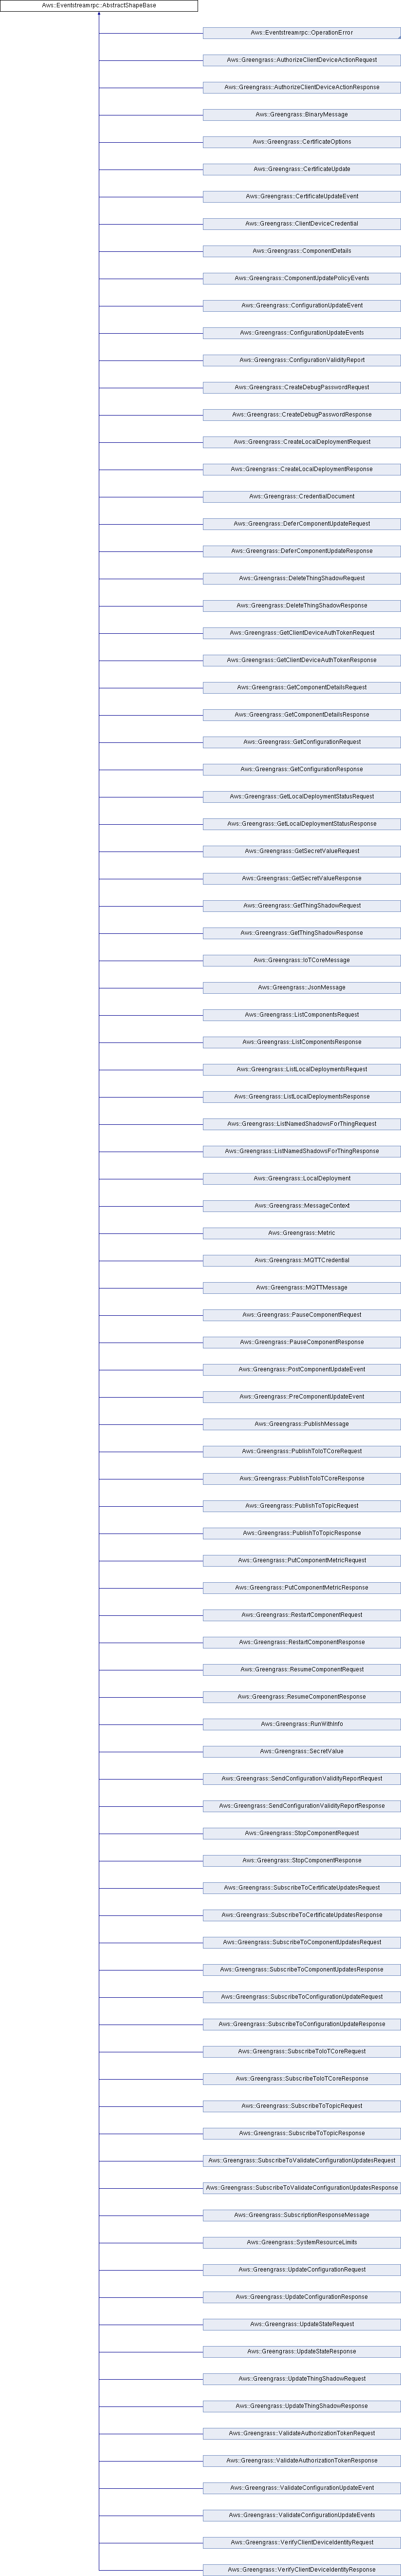 Aws::Eventstreamrpc::AbstractShapeBase
Aws::Eventstreamrpc::OperationError
Aws::Greengrass::AuthorizeClientDeviceActionRequest
Aws::Greengrass::AuthorizeClientDeviceActionResponse
Aws::Greengrass::BinaryMessage
Aws::Greengrass::CertificateOptions
Aws::Greengrass::CertificateUpdate
Aws::Greengrass::CertificateUpdateEvent
Aws::Greengrass::ClientDeviceCredential
Aws::Greengrass::ComponentDetails
Aws::Greengrass::ComponentUpdatePolicyEvents
Aws::Greengrass::ConfigurationUpdateEvent
Aws::Greengrass::ConfigurationUpdateEvents
Aws::Greengrass::ConfigurationValidityReport
Aws::Greengrass::CreateDebugPasswordRequest
Aws::Greengrass::CreateDebugPasswordResponse
Aws::Greengrass::CreateLocalDeploymentRequest
Aws::Greengrass::CreateLocalDeploymentResponse
Aws::Greengrass::CredentialDocument
Aws::Greengrass::DeferComponentUpdateRequest
Aws::Greengrass::DeferComponentUpdateResponse
Aws::Greengrass::DeleteThingShadowRequest
Aws::Greengrass::DeleteThingShadowResponse
Aws::Greengrass::GetClientDeviceAuthTokenRequest
Aws::Greengrass::GetClientDeviceAuthTokenResponse
Aws::Greengrass::GetComponentDetailsRequest
Aws::Greengrass::GetComponentDetailsResponse
Aws::Greengrass::GetConfigurationRequest
Aws::Greengrass::GetConfigurationResponse
Aws::Greengrass::GetLocalDeploymentStatusRequest
Aws::Greengrass::GetLocalDeploymentStatusResponse
Aws::Greengrass::GetSecretValueRequest
Aws::Greengrass::GetSecretValueResponse
Aws::Greengrass::GetThingShadowRequest
Aws::Greengrass::GetThingShadowResponse
Aws::Greengrass::IoTCoreMessage
Aws::Greengrass::JsonMessage
Aws::Greengrass::ListComponentsRequest
Aws::Greengrass::ListComponentsResponse
Aws::Greengrass::ListLocalDeploymentsRequest
Aws::Greengrass::ListLocalDeploymentsResponse
Aws::Greengrass::ListNamedShadowsForThingRequest
Aws::Greengrass::ListNamedShadowsForThingResponse
Aws::Greengrass::LocalDeployment
Aws::Greengrass::MessageContext
Aws::Greengrass::Metric
Aws::Greengrass::MQTTCredential
Aws::Greengrass::MQTTMessage
Aws::Greengrass::PauseComponentRequest
Aws::Greengrass::PauseComponentResponse
Aws::Greengrass::PostComponentUpdateEvent
Aws::Greengrass::PreComponentUpdateEvent
Aws::Greengrass::PublishMessage
Aws::Greengrass::PublishToIoTCoreRequest
Aws::Greengrass::PublishToIoTCoreResponse
Aws::Greengrass::PublishToTopicRequest
Aws::Greengrass::PublishToTopicResponse
Aws::Greengrass::PutComponentMetricRequest
Aws::Greengrass::PutComponentMetricResponse
Aws::Greengrass::RestartComponentRequest
Aws::Greengrass::RestartComponentResponse
Aws::Greengrass::ResumeComponentRequest
Aws::Greengrass::ResumeComponentResponse
Aws::Greengrass::RunWithInfo
Aws::Greengrass::SecretValue
Aws::Greengrass::SendConfigurationValidityReportRequest
Aws::Greengrass::SendConfigurationValidityReportResponse
Aws::Greengrass::StopComponentRequest
Aws::Greengrass::StopComponentResponse
Aws::Greengrass::SubscribeToCertificateUpdatesRequest
Aws::Greengrass::SubscribeToCertificateUpdatesResponse
Aws::Greengrass::SubscribeToComponentUpdatesRequest
Aws::Greengrass::SubscribeToComponentUpdatesResponse
Aws::Greengrass::SubscribeToConfigurationUpdateRequest
Aws::Greengrass::SubscribeToConfigurationUpdateResponse
Aws::Greengrass::SubscribeToIoTCoreRequest
Aws::Greengrass::SubscribeToIoTCoreResponse
Aws::Greengrass::SubscribeToTopicRequest
Aws::Greengrass::SubscribeToTopicResponse
Aws::Greengrass::SubscribeToValidateConfigurationUpdatesRequest
Aws::Greengrass::SubscribeToValidateConfigurationUpdatesResponse
Aws::Greengrass::SubscriptionResponseMessage
Aws::Greengrass::SystemResourceLimits
Aws::Greengrass::UpdateConfigurationRequest
Aws::Greengrass::UpdateConfigurationResponse
Aws::Greengrass::UpdateStateRequest
Aws::Greengrass::UpdateStateResponse
Aws::Greengrass::UpdateThingShadowRequest
Aws::Greengrass::UpdateThingShadowResponse
Aws::Greengrass::ValidateAuthorizationTokenRequest
Aws::Greengrass::ValidateAuthorizationTokenResponse
Aws::Greengrass::ValidateConfigurationUpdateEvent
Aws::Greengrass::ValidateConfigurationUpdateEvents
Aws::Greengrass::VerifyClientDeviceIdentityRequest
Aws::Greengrass::VerifyClientDeviceIdentityResponse